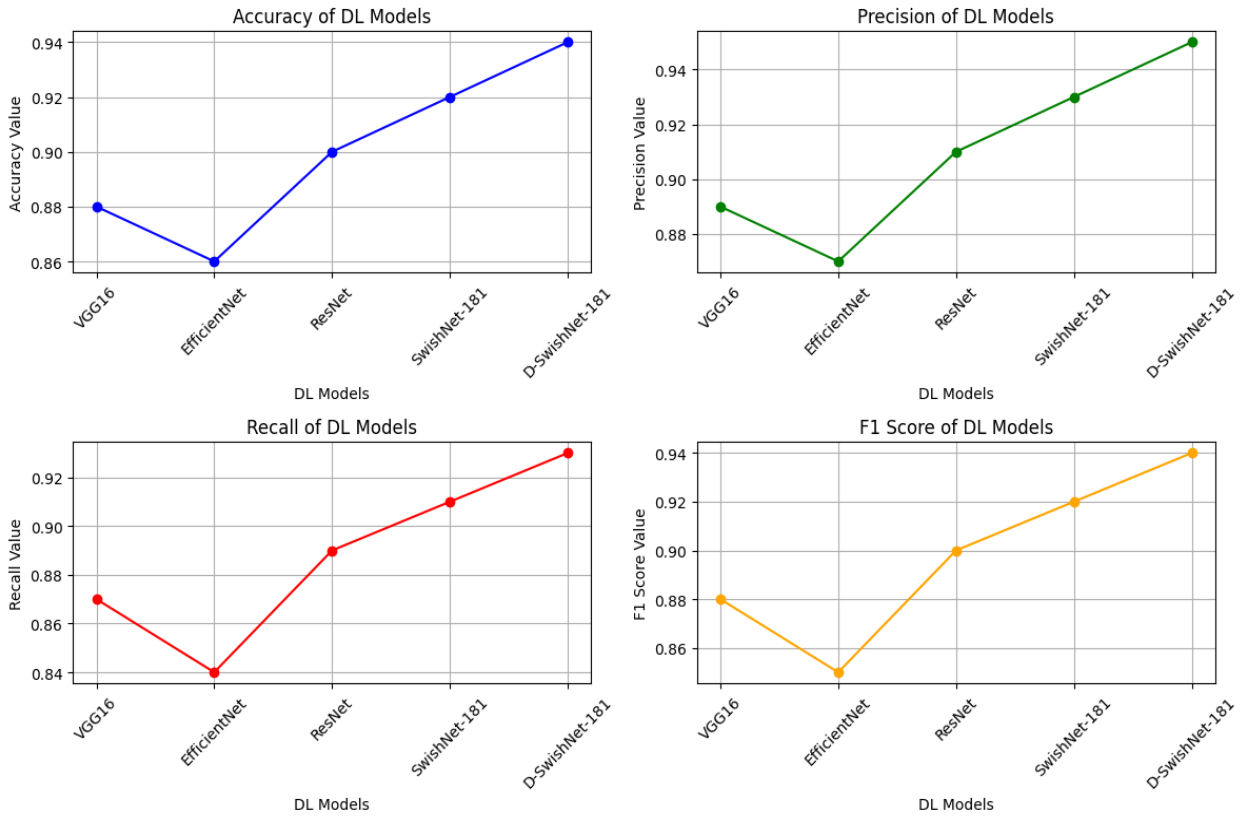 Accuracy of DL Models
Accuracy Value
0.94
0.92
0.90
0.88
0.86
VGG16
EfficientNet
ResNet
SwishNet-181
D-SwishNet-181
DL Models
Precision of DL Models
Precision Value
0.94
0.92
0.90
0.88
VGG16
EfficientNet
ResNet
SwishNet-181
D-SwishNet-181
DL Models
Recall of DL Models
Recall Value
0.92
0.90
0.88
0.86
0.84
VGG16
EfficientNet
ResNet
SwishNet-181
D-SwishNet-181
DL Models
F1 Score of DL Models
F1 Score Value
0.94
0.92
0.90
0.88
0.86
VGG16
EfficientNet
ResNet
SwishNet-181
D-SwishNet-181
DL Models